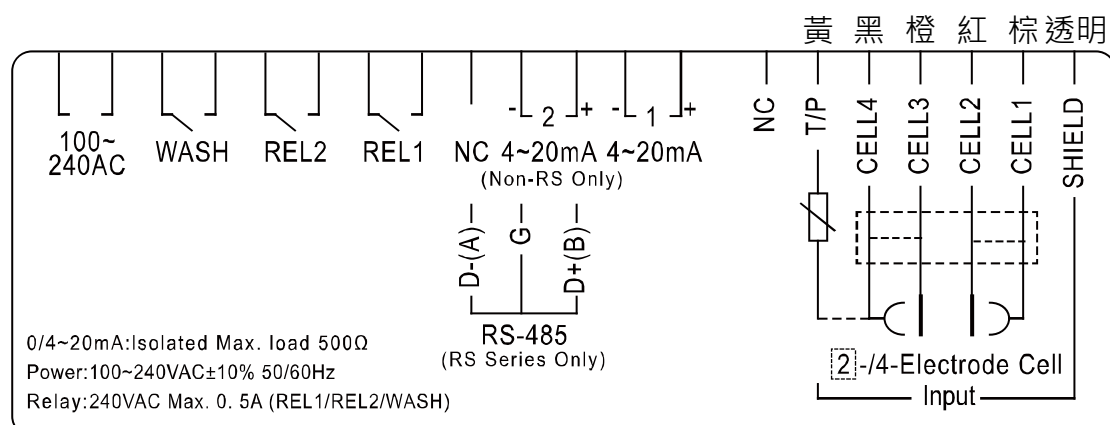 黃 黑 橙 紅 棕 透明
- 2 + - 1 +
100~
240AC
WASH
REL2
REL1
NC
4~20mA
4~20mA
(Non-RS Only)
NC
T/P
CELL4
CELL3
CELL2
CELL1
SHIELD
D-(A)
G
D+(B)
RS-485
(RS Series Only)
2-/4-Electrode Cell
Input
0/4~20mA:Isolated Max. load 500Ω
Power:100~240VAC±10% 50/60Hz
Relay:240VAC Max. 0. 5A (REL1/REL2/WASH)